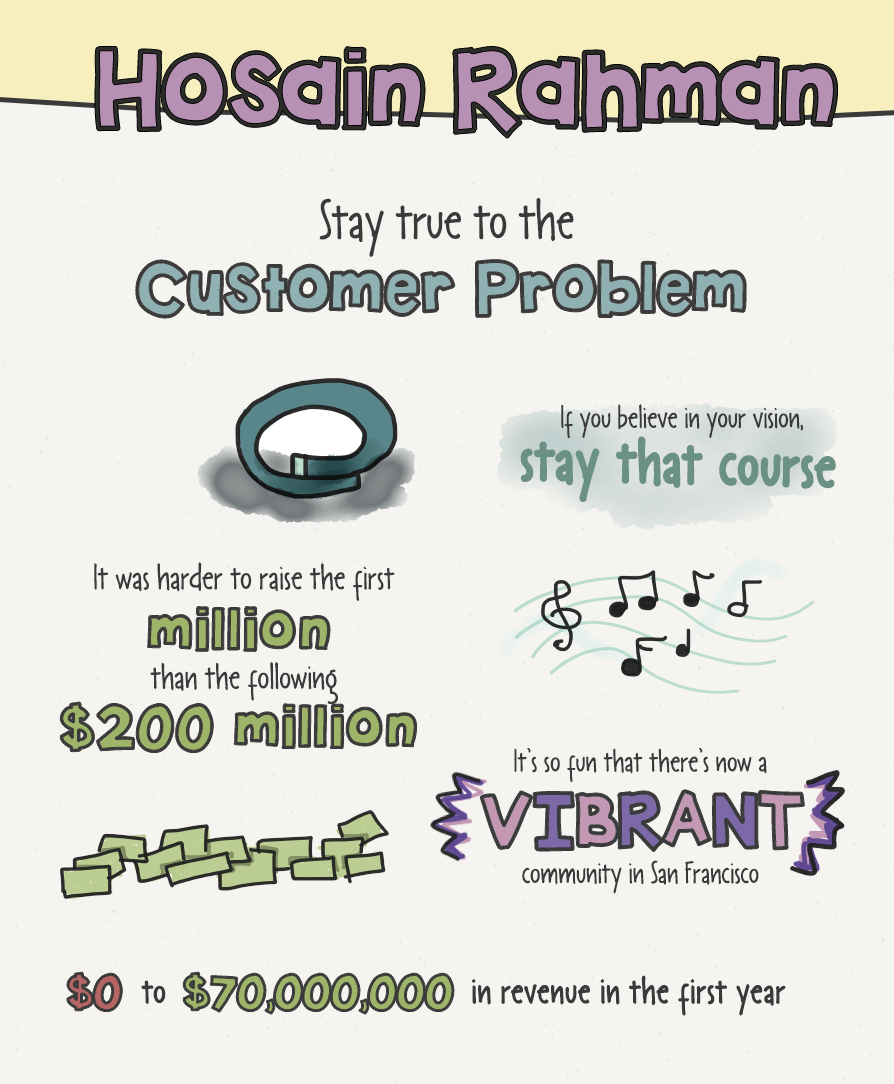 Hosain Rahman
Stay true to the
Customer Problem
If you believe in your vision,
stay that course
It was harder to raise the first
million
than the following
$200 million
It's so fun that there's now a
VIBRANT
community in San Francisco
$0 to $70,000,000 in revenue in the first year